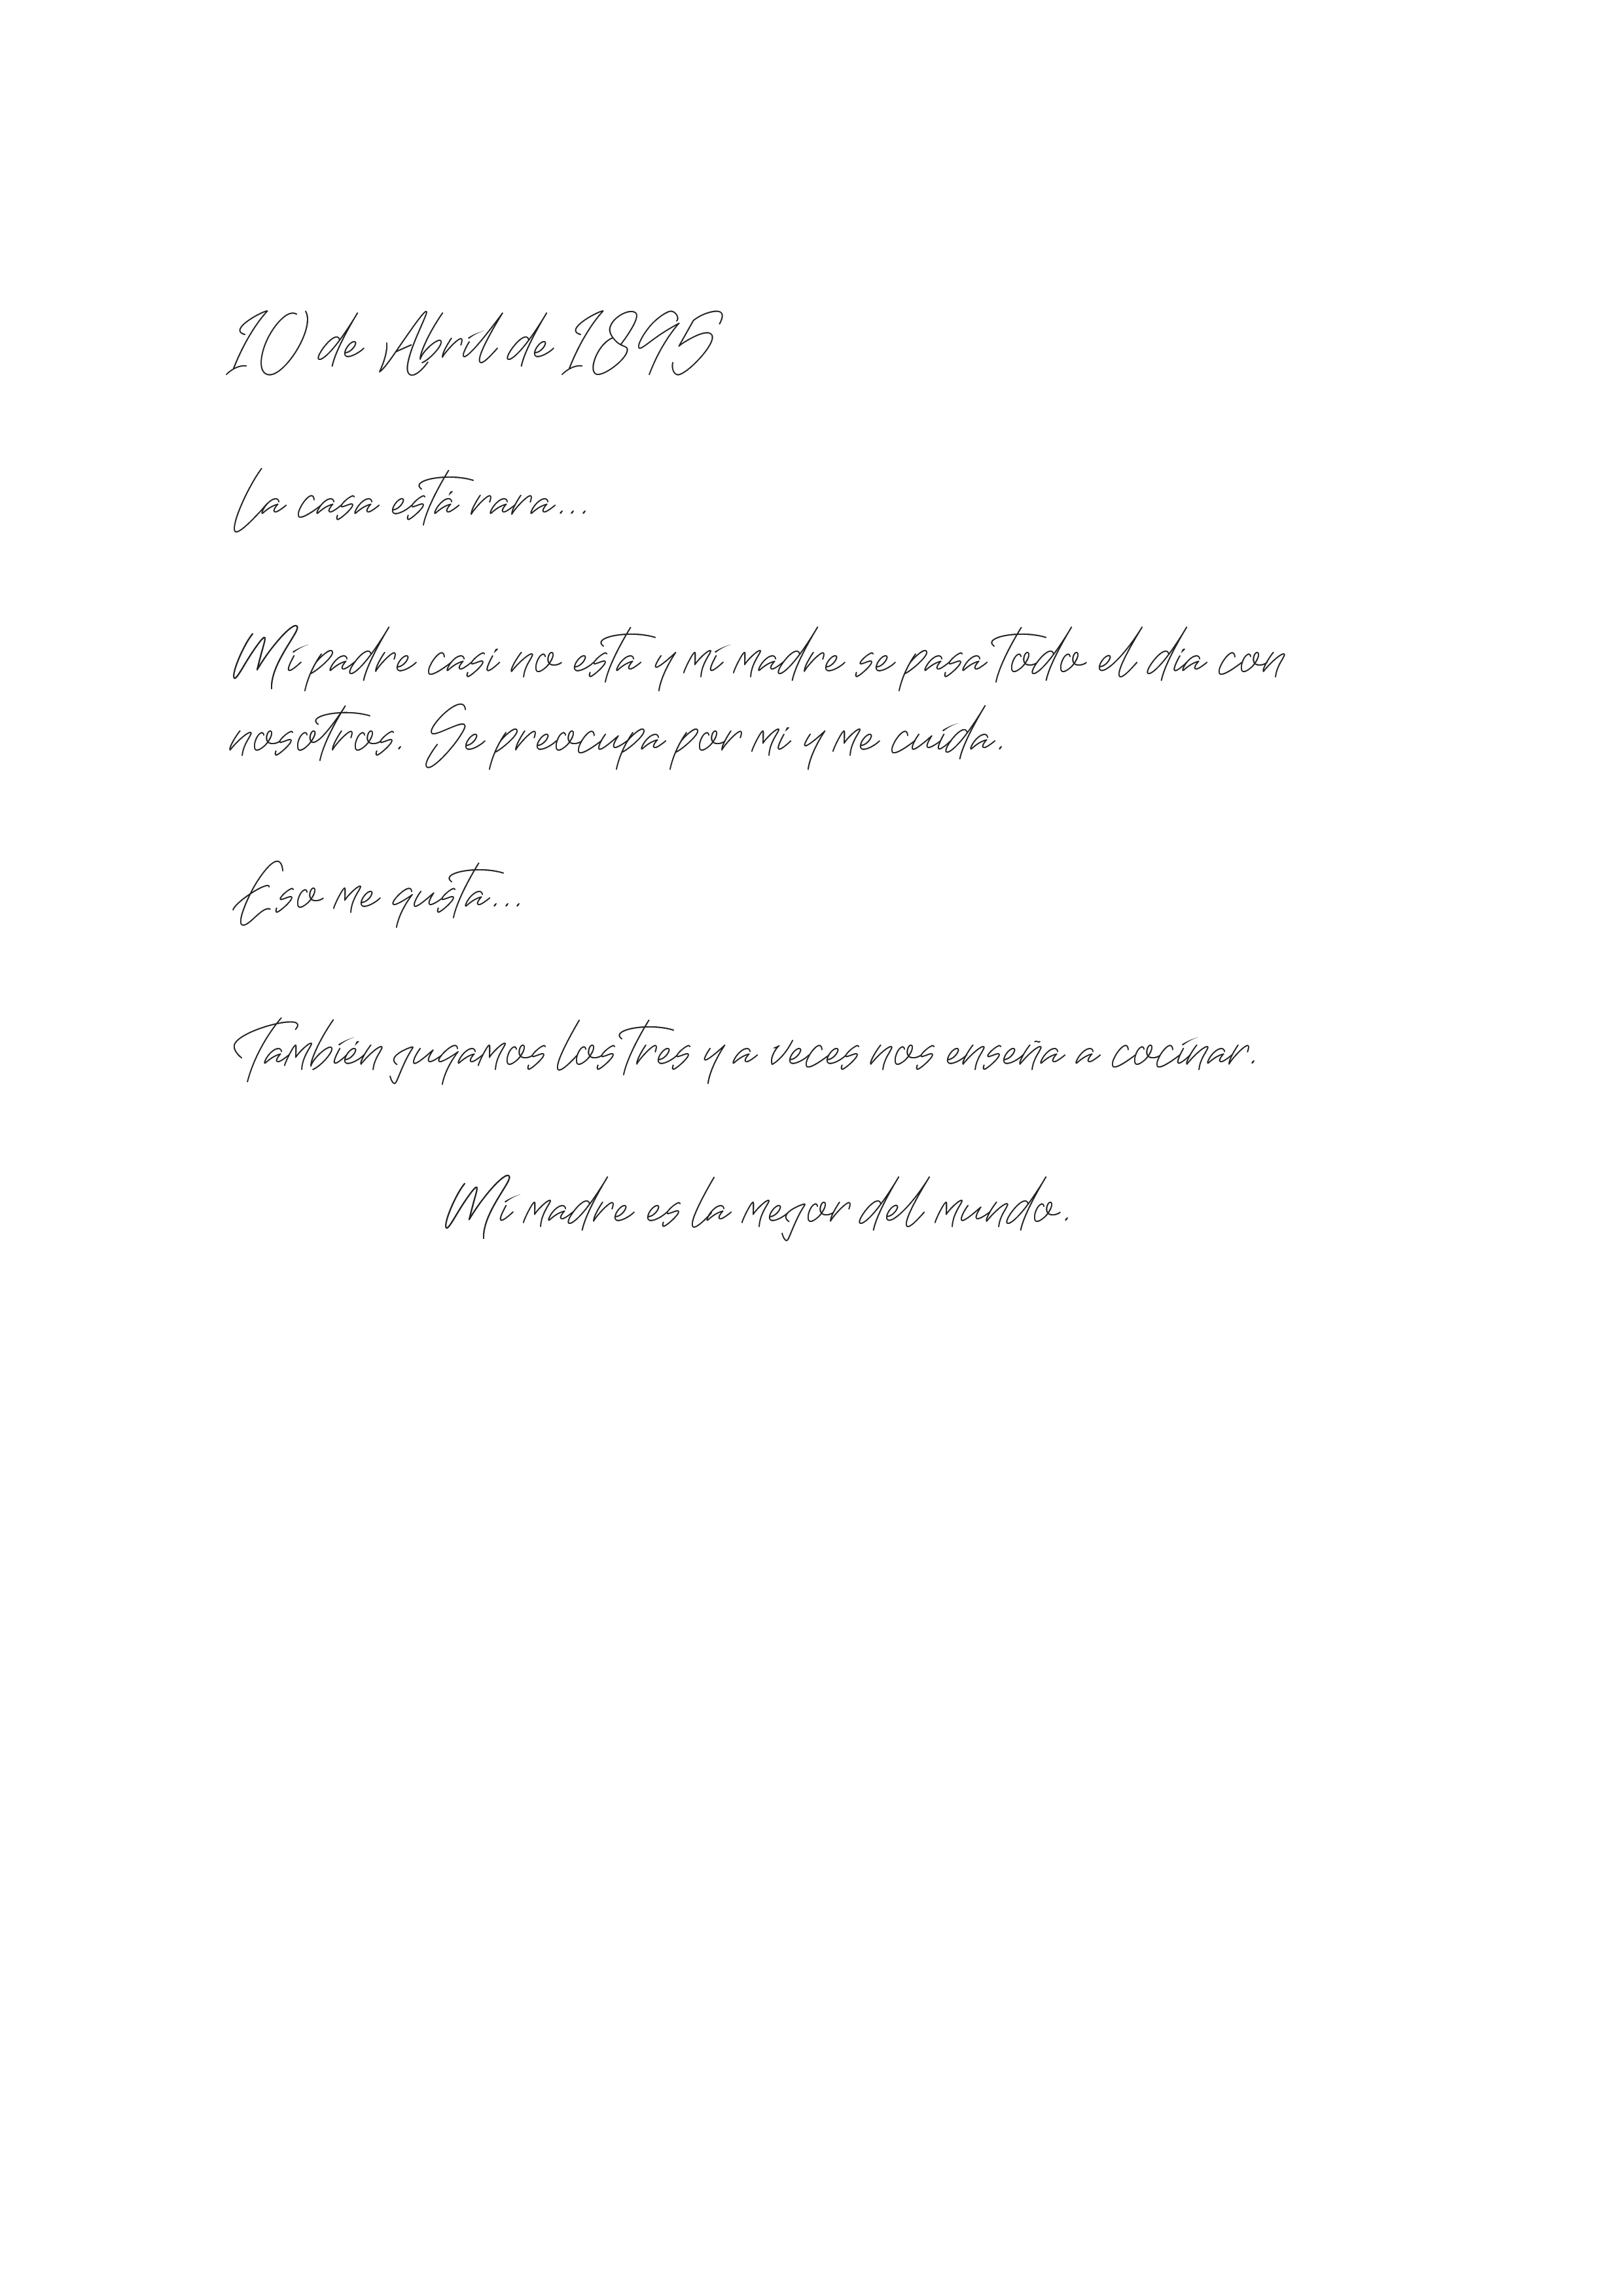 10 de Abril de 1895
La casa está rara...
Mi padre casi no esta y mi madre se pasa todo el dia con
nosotros. Se preocupa por mi y me cuida.
Eso me gusta...
También jugamos los tres y a veces nos enseña a cocinar.
Mi madre es la mejor del mundo.